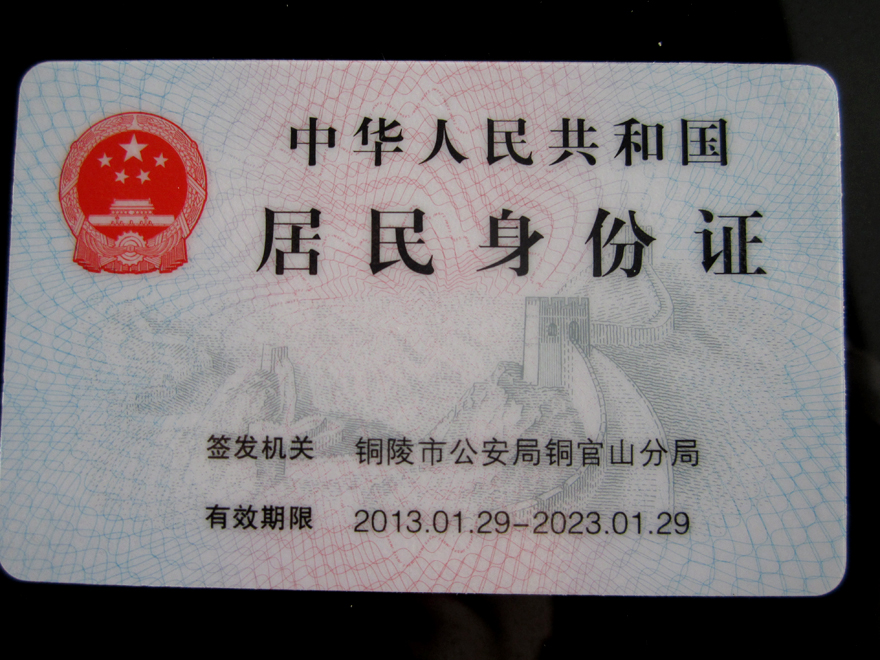 中华人民共和国
居民身份证
签发机关 铜陵市公安局铜官山分局
有效期限 2013.01.29-2023.01.29